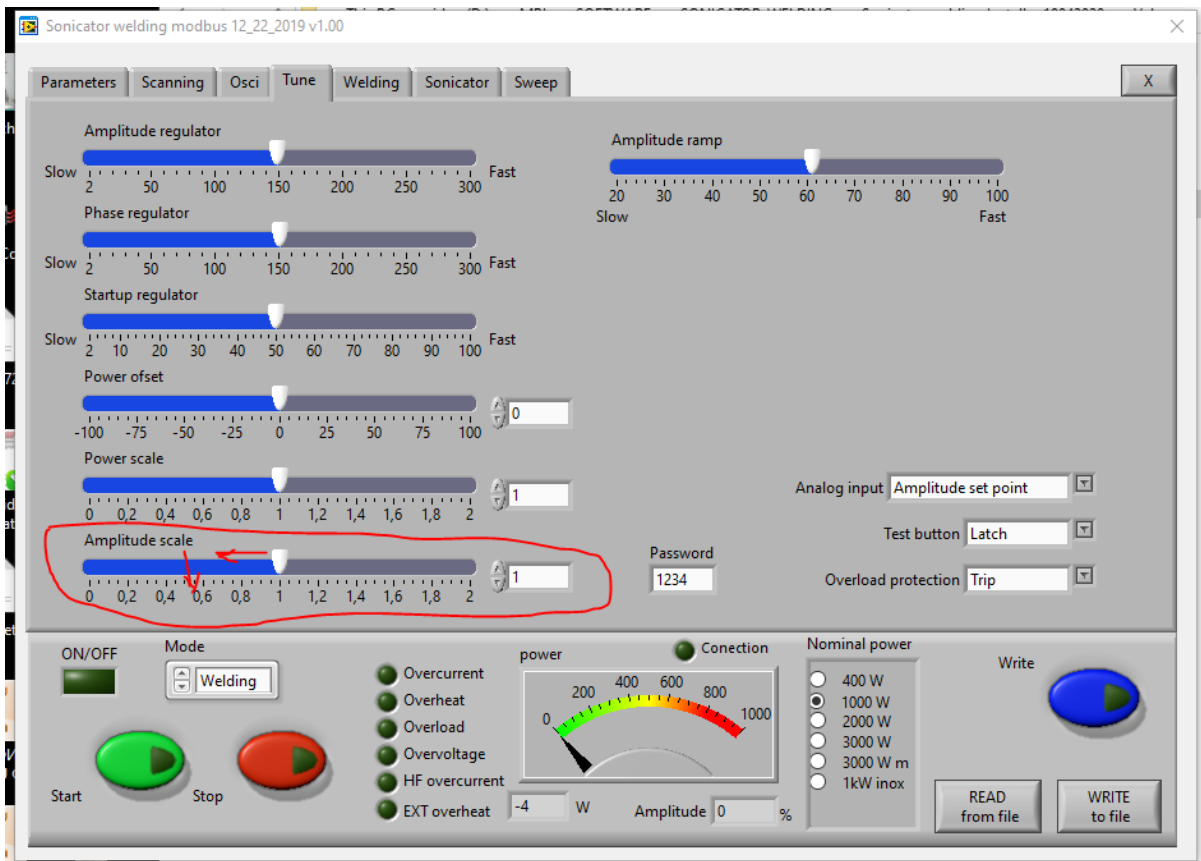 Sonicator welding modbus 12_22_2019 v1.00
Parameters Scanning Osci Tune Welding Sonicator Sweep X
Amplitude regulator
Slow Fast
2 50 100 150 200 250 300
Phase regulator
Slow Fast
2 50 100 150 200 250 300
Startup regulator
Slow Fast
2 10 20 30 40 50 60 70 80 90 100
Power ofset
0
-100 -75 -50 -25 0 25 50 75 100
Power scale
1
0 0,2 0,4 0,6 0,8 1 1,2 1,4 1,6 1,8 2
Amplitude scale
1
0 0,2 0,4 0,6 0,8 1 1,2 1,4 1,6 1,8 2
Amplitude ramp
20 30 40 50 60 70 80 90 100
Slow Fast
Password
1234
Analog input Amplitude set point
Test button Latch
Overload protection Trip
ON/OFF
Mode
Welding
Start Stop
Overcurrent
Overheat
Overload
Overvoltage
HF overcurrent
EXT overheat
power
Conection
0 200 400 600 800 1000
-4 W
Amplitude 0 %
Nominal power
400 W
1000 W
2000 W
3000 W
3000 W m
1kW inox
Write
READ
from file
WRITE
to file